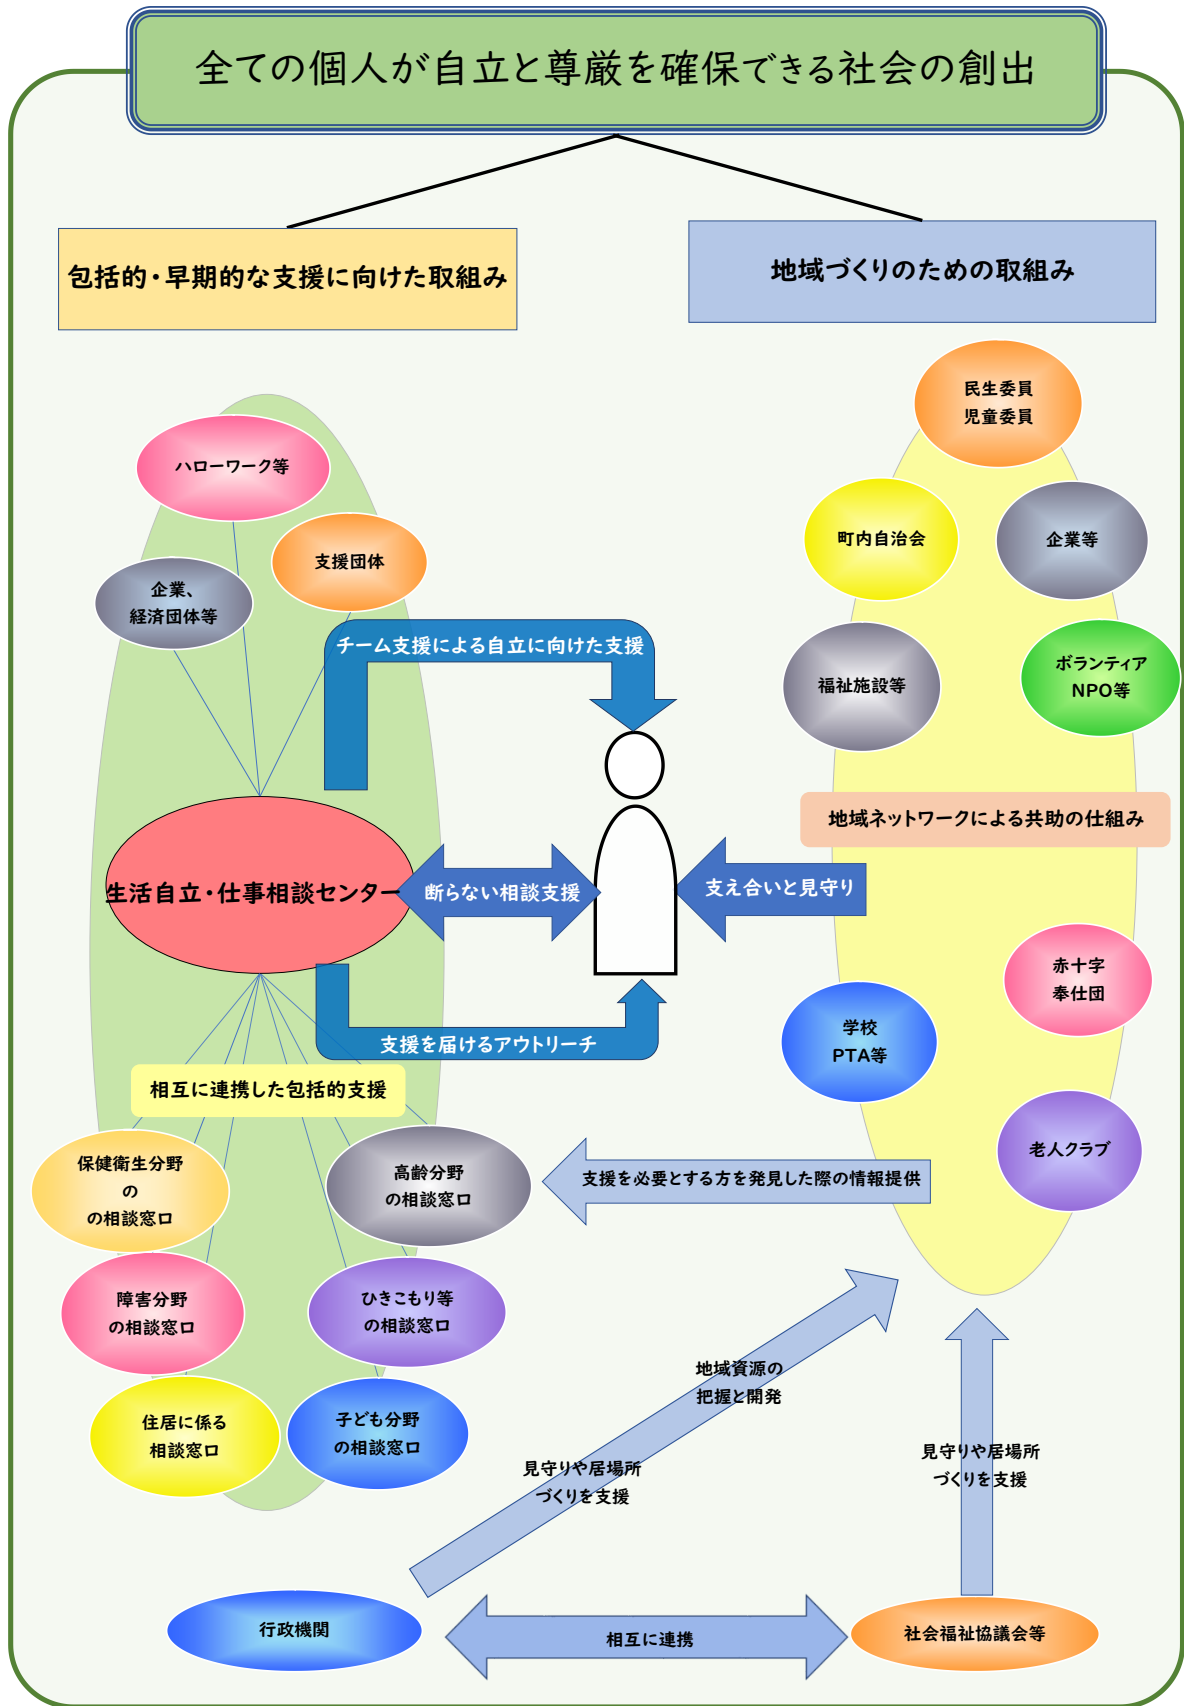 全ての個人が自立と尊厳を確保できる社会の創出
包括的・早期的な支援に向けた取組み
地域づくりのための取組み
民生委員
児童委員
ハローワーク等
町内自治会
企業等
支援団体
企業、
経済団体等
チーム支援による自立に向けた支援
福祉施設等
ボランティア
NPO等
地域ネットワークによる共助の仕組み
生活自立・仕事相談センター
断らない相談支援
支え合いと見守り
赤十字
奉仕団
学校
PTA等
支援を届けるアウトリーチ
相互に連携した包括的支援
老人クラブ
保健衛生分野
の
の相談窓口
高齢分野
の相談窓口
支援を必要とする方を発見した際の情報提供
障害分野
の相談窓口
ひきこもり等
の相談窓口
地域資源の
把握と開発
住居に係る
相談窓口
子ども分野
の相談窓口
見守りや居場所
づくりを支援
見守りや居場所
づくりを支援
行政機関
相互に連携
社会福祉協議会等